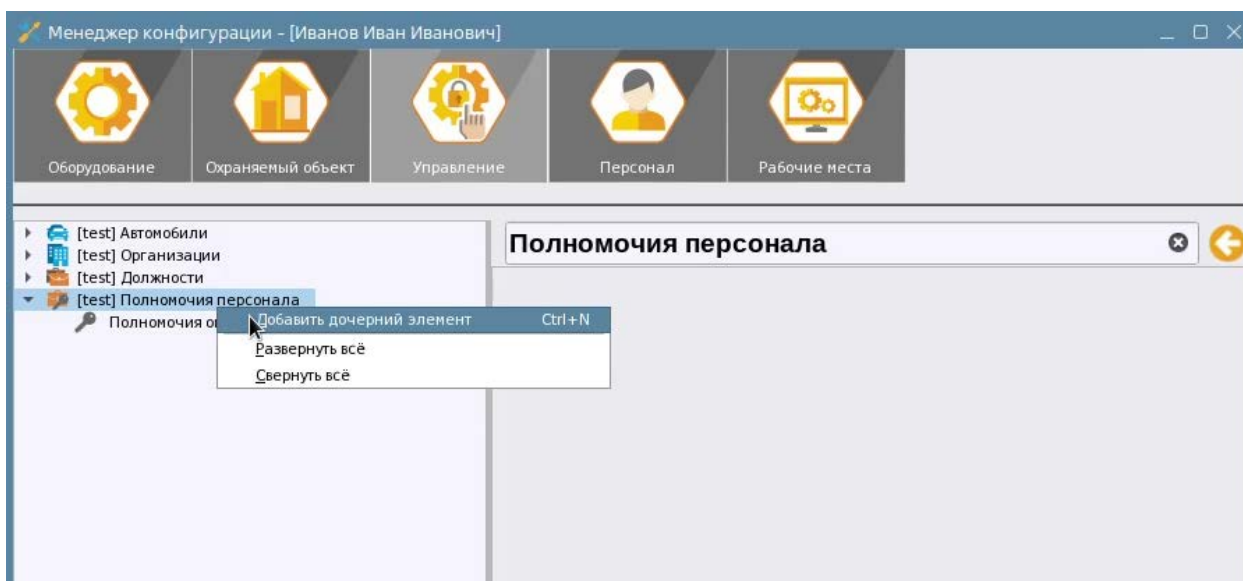 Менеджер конфигурации - [Иванов Иван Иванович]
Оборудование
Охраняемый объект
Управление
Персонал
Рабочие места
[test] Автомобили
[test] Организации
[test] Должности
[test] Полномочия персонала
Полномочия
Добавить дочерний элемент Ctrl+N
Развернуть всё
Свернуть всё
Полномочия персонала